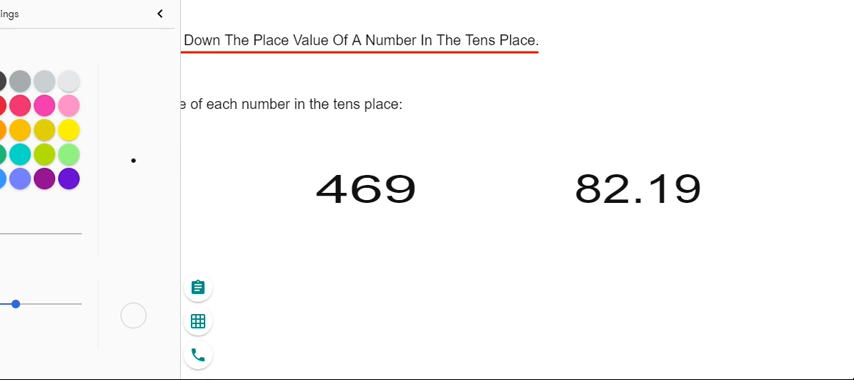 ings
Down The Place Value Of A Number In The Tens Place.
e of each number in the tens place:
469 82.19